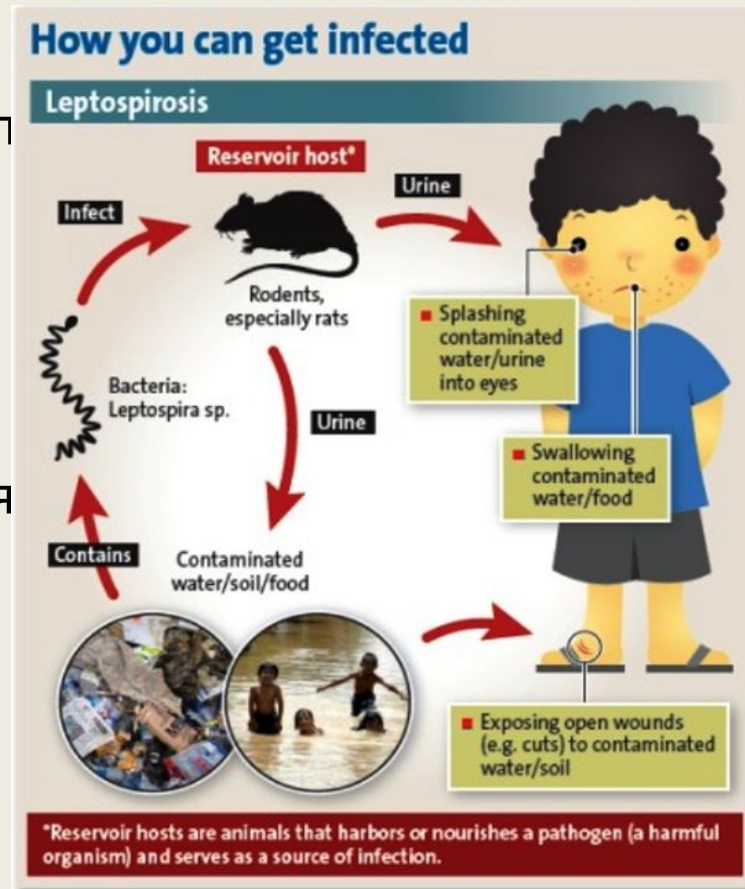 How you can get infected
Leptospirosis
Reservoir host*
Urine
Infect
Rodents,
especially rats
Bacteria:
Leptospira sp.
Urine
Contains
Contaminated
water/soil/food
■ Splashing
contaminated
water/urine
into eyes
■ Swallowing
contaminated
water/food
■ Exposing open wounds
(e.g. cuts) to contaminated
water/soil
*Reservoir hosts are animals that harbors or nourishes a pathogen (a harmful
organism) and serves as a source of infection.